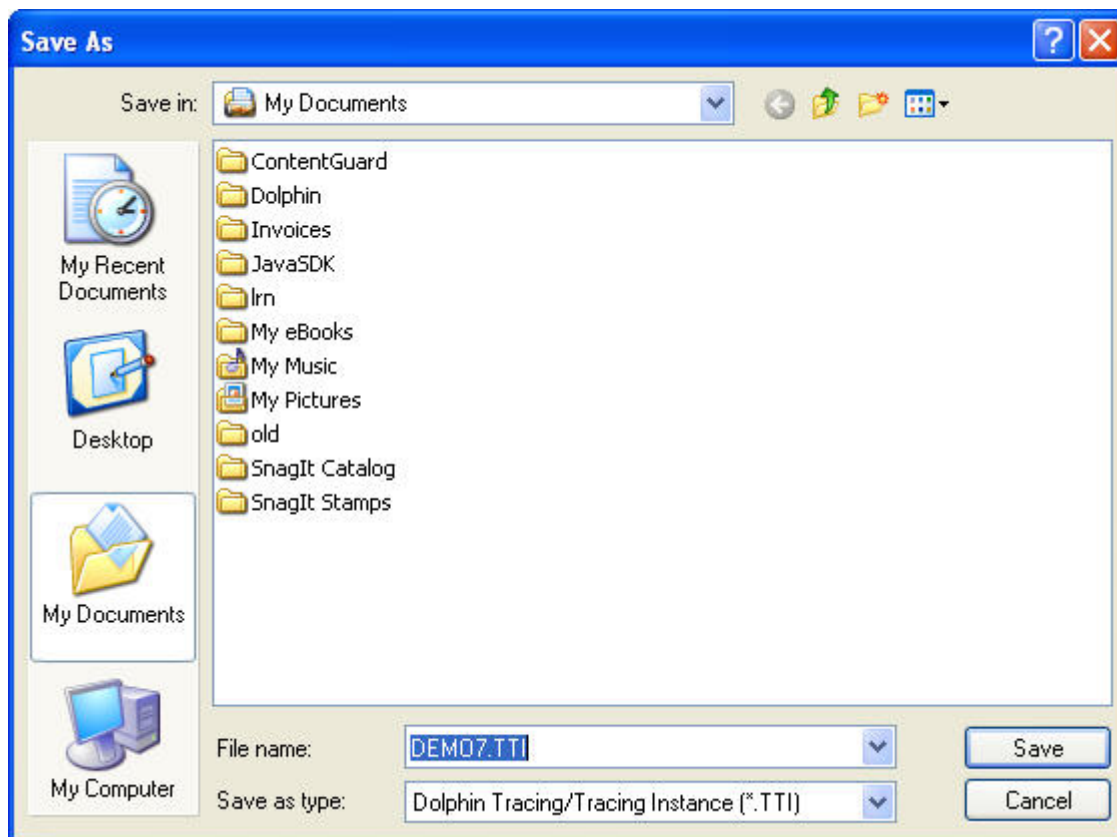 Save As
Save in: My Documents
ContentGuard
Dolphin
Invoices
JavaSDK
lrn
My eBooks
My Music
My Pictures
old
SnagIt Catalog
SnagIt Stamps
My Recent
Documents
Desktop
My Documents
My Computer
File name: DEMO7.TTI Save
Save as type: Dolphin Tracing/Tracing Instance (*.TTI) Cancel